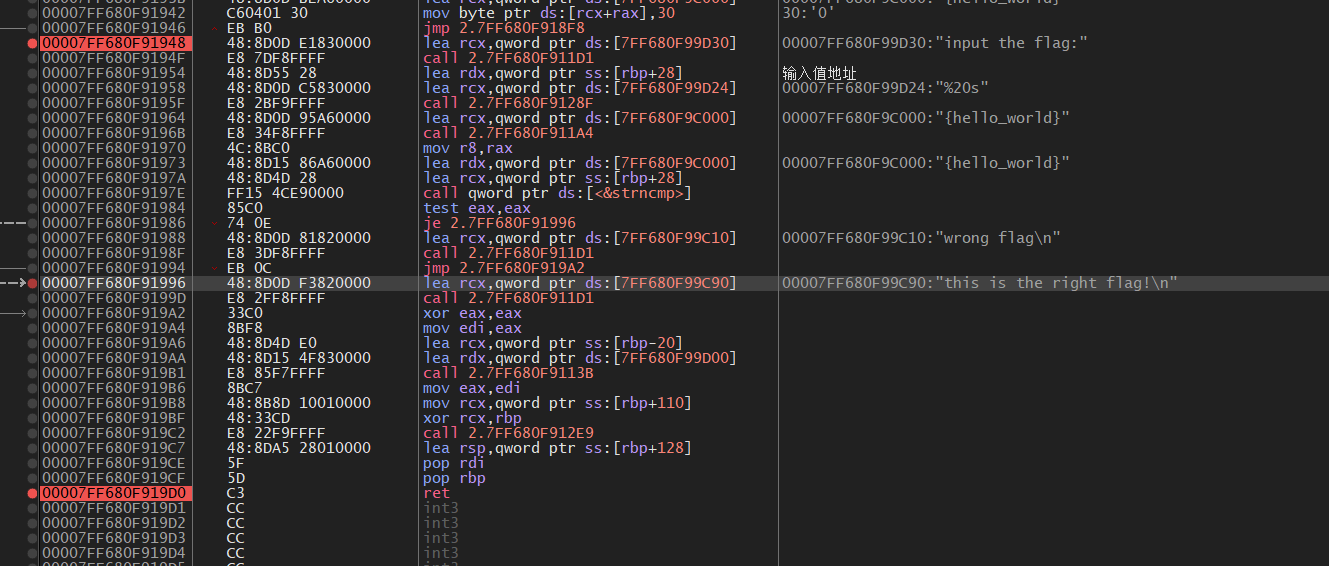 00007FF680F91942 C60401 30 mov byte ptr ds:[rcx+rax],30 30:'0'
00007FF680F91946 EB B0 jmp 2.7FF680F918F8
00007FF680F91948 48:8D0D E1830000 lea rcx,qword ptr ds:[7FF680F99D30] 00007FF680F99D30:"input the flag:"
00007FF680F9194F E8 7DF8FFFF call 2.7FF680F911D1
00007FF680F91954 48:8D55 28 lea rdx,qword ptr ss:[rbp+28] 输入值地址
00007FF680F91958 48:8D0D C5830000 lea rcx,qword ptr ds:[7FF680F99D24] 00007FF680F99D24:"%20s"
00007FF680F9195F E8 2BF9FFFF call 2.7FF680F9128F
00007FF680F91964 48:8D0D 95A60000 lea rcx,qword ptr ds:[7FF680F9C000] 00007FF680F9C000:"{hello_world}"
00007FF680F9196B E8 34F8FFFF call 2.7FF680F911A4
00007FF680F91970 4C:8BC0 mov r8,rax
00007FF680F91973 48:8D15 86A60000 lea rdx,qword ptr ds:[7FF680F9C000] 00007FF680F9C000:"{hello_world}"
00007FF680F9197A 48:8D4D 28 lea rcx,qword ptr ss:[rbp+28]
00007FF680F9197E FF15 4CE90000 call qword ptr ds:[<&strncmp>]
00007FF680F91984 85C0 test eax,eax
00007FF680F91986 74 0E je 2.7FF680F91996
00007FF680F91988 48:8D0D 81820000 lea rcx,qword ptr ds:[7FF680F99C10] 00007FF680F99C10:"wrong flag\n"
00007FF680F9198F E8 3DF8FFFF call 2.7FF680F911D1
00007FF680F91994 EB 0C jmp 2.7FF680F919A2
00007FF680F91996 48:8D0D F3820000 lea rcx,qword ptr ds:[7FF680F99C90] 00007FF680F99C90:"this is the right flag!\n"
00007FF680F9199D E8 2FF8FFFF call 2.7FF680F911D1
00007FF680F919A2 33C0 xor eax,eax
00007FF680F919A4 8BF8 mov edi,eax
00007FF680F919A6 48:8D4D E0 lea rcx,qword ptr ss:[rbp-20]
00007FF680F919AA 48:8D15 4F830000 lea rdx,qword ptr ds:[7FF680F99D00]
00007FF680F919B1 E8 85F7FFFF call 2.7FF680F9113B
00007FF680F919B6 8BC7 mov eax,edi
00007FF680F919B8 48:8B8D 10010000 mov rcx,qword ptr ss:[rbp+110]
00007FF680F919BF 48:33CD xor rcx,rbp
00007FF680F919C2 E8 22F9FFFF call 2.7FF680F912E9
00007FF680F919C7 48:8DA5 28010000 lea rsp,qword ptr ss:[rbp+128]
00007FF680F919CE 5F pop rdi
00007FF680F919CF 5D pop rbp
00007FF680F919D0 C3 ret
00007FF680F919D1 CC int3
00007FF680F919D2 CC int3
00007FF680F919D3 CC int3
00007FF680F919D4 CC int3